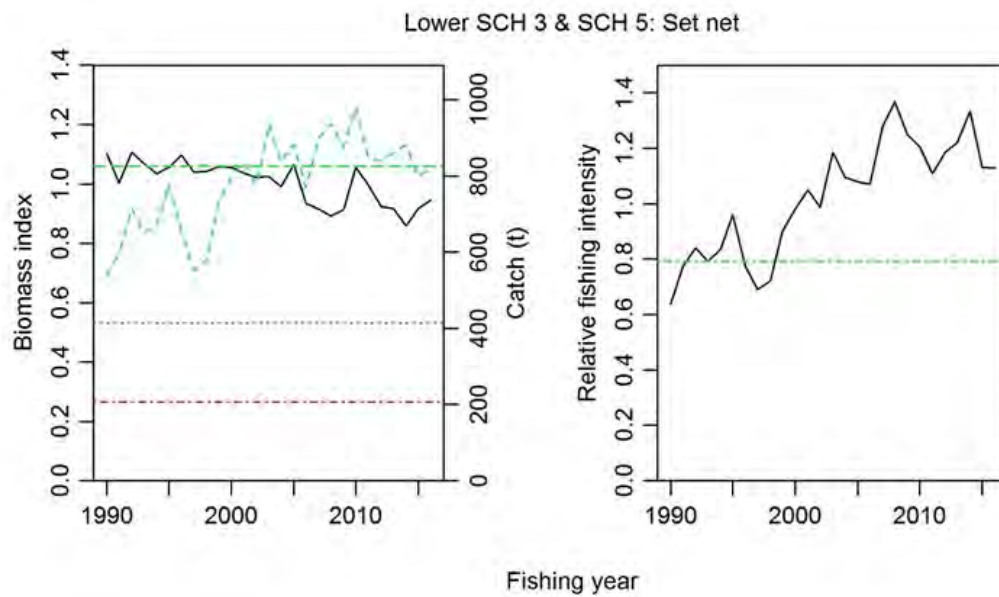 Lower SCH 3 & SCH 5: Set net
Biomass index
0.0 0.2 0.4 0.6 0.8 1.0 1.2 1.4
1990 2000 2010
Catch (t)
0 200 400 600 800 1000
Relative fishing intensity
0.0 0.2 0.4 0.6 0.8 1.0 1.2 1.4
1990 2000 2010
Fishing year